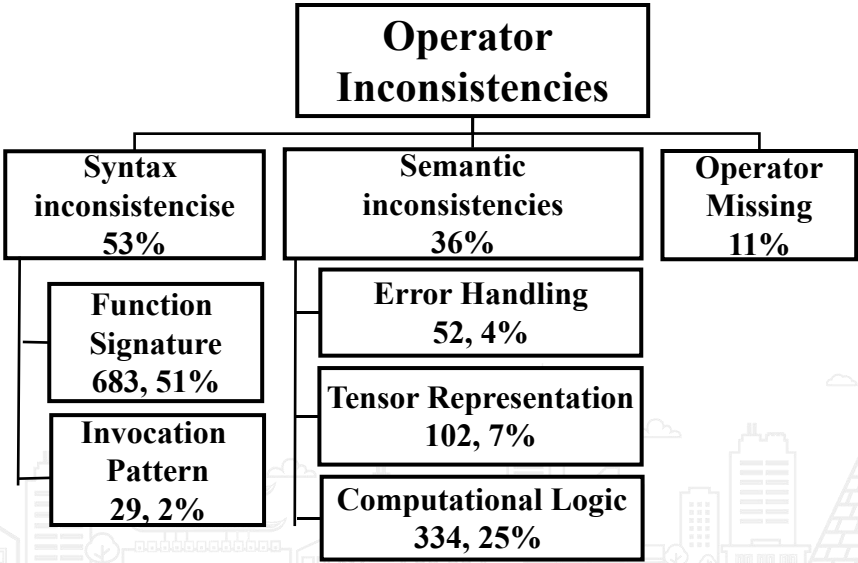 Operator
Inconsistencies
Syntax
inconsistencise
53%
Function
Signature
683, 51%
Invocation
Pattern
29, 2%
Semantic
inconsistencies
36%
Error Handling
52, 4%
Tensor Representation
102, 7%
Computational Logic
334, 25%
Operator
Missing
11%